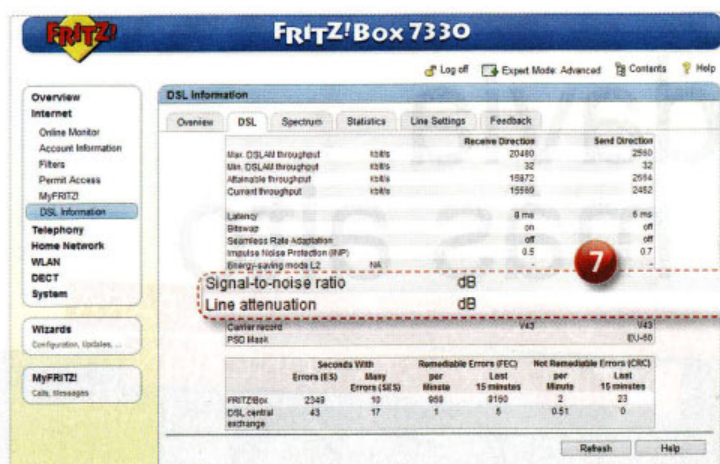 FRITZ!
FRITZ!Box 7330
Log off Expert Mode: Advanced Contents Help
Overview
Internet
Online Monitor
Account Information
Filters
Permit Access
MyFRITZ!
DSL Information
Telephony
Home Network
WLAN
DECT
System
Wizards
Configuration, Updates, ...
MyFRITZ!
Calls, Messages
DSL Information
Overview DSL Spectrum Statistics Line Settings Feedback
Receive Direction Send Direction
Max. DSLAM throughput kbit/s 20480 2560
Min. DSLAM throughput kbit/s 32 32
Attainable throughput kbit/s 15872
Current throughput kbit/s
Latency 8 ms 6 ms
Bitswap on off
Seamless Rate Adaptation off off
Impulse Noise Protection (INP) 0.5 0.7
Energy-saving mode L2 NA - -
7
Signal-to-noise ratio dB
Line attenuation dB
Carrier record V43 V43
PSD Mask EU-60
Seconds With Remediable Errors (FEC) Not Remediable Errors (CRC)
Errors (ES) Many Errors (SES) per Minute Last 15 minutes per Minute Last 15 minutes
FRITZ!Box 2349 10 969 9160 2 23
DSL central exchange 43 17 1 0.51 0
Refresh Help